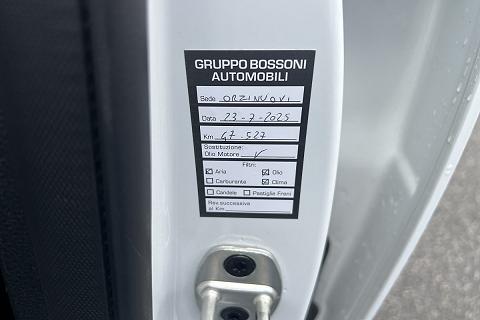 GRUPPO BOSSONI
AUTOMOBILI
Sede ORZINUOVI
Data 23-7-2025
Km 47.527
Sostituzione:
Olio Motore V
Filtri:
Aria Olio
Carburante Clima
Candele Pastiglie Freni
Rev. successiva
al Km